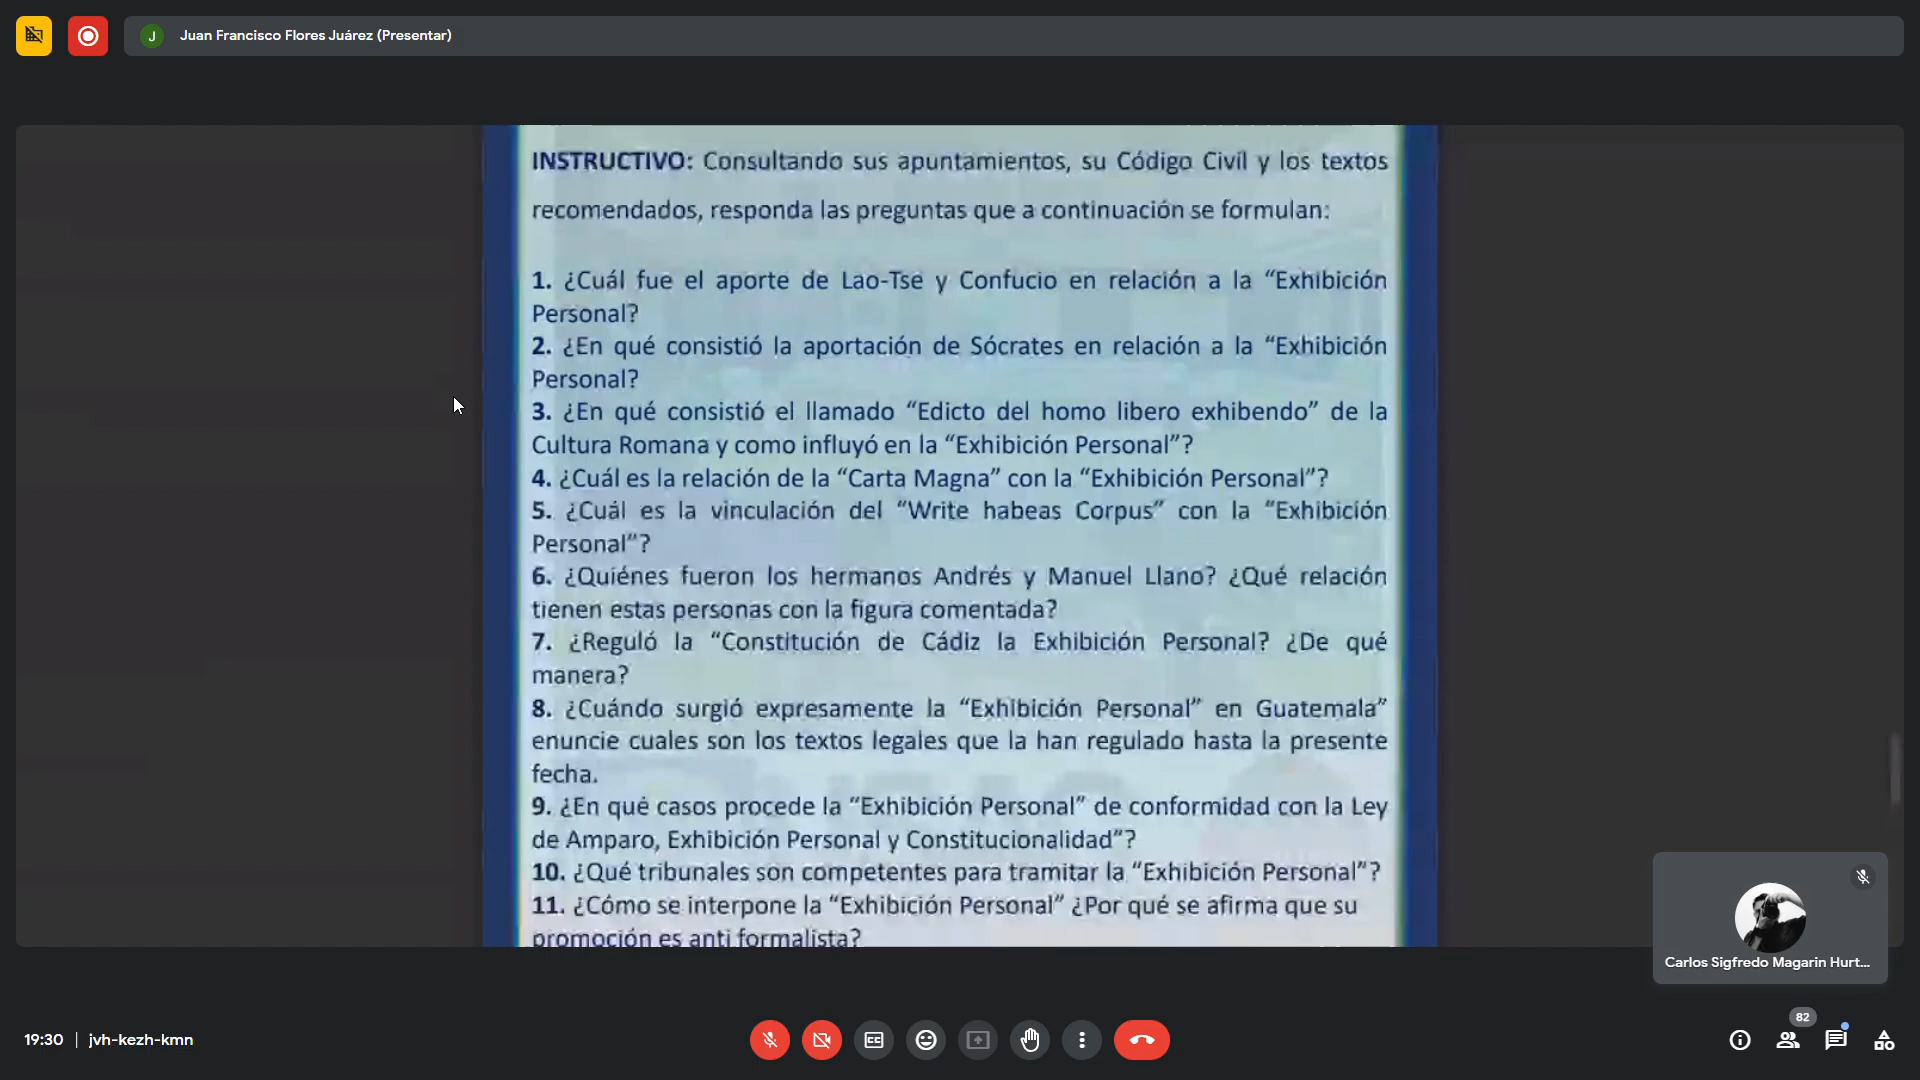 J Juan Francisco Flores Juárez (Presentar)
INSTRUCTIVO: Consultando sus apuntamientos, su Código Civil y los textos
recomendados, responda las preguntas que a continuación se formulan:
1. ¿Cuál fue el aporte de Lao-Tse y Confucio en relación a la “Exhibición
Personal?
2. ¿En qué consistió la aportación de Sócrates en relación a la “Exhibición
Personal?
3. ¿En qué consistió el llamado “Edicto del homo libero exhibendo” de la
Cultura Romana y como influyó en la “Exhibición Personal”?
4. ¿Cuál es la relación de la “Carta Magna” con la “Exhibición Personal”?
5. ¿Cuál es la vinculación del “Write habeas Corpus” con la “Exhibición
Personal”?
6. ¿Quiénes fueron los hermanos Andrés y Manuel Llano? ¿Qué relación
tienen estas personas con la figura comentada?
7. ¿Reguló la “Constitución de Cádiz la Exhibición Personal? ¿De qué
manera?
8. ¿Cuándo surgió expresamente la “Exhibición Personal” en Guatemala”
enuncie cuales son los textos legales que la han regulado hasta la presente
fecha.
9. ¿En qué casos procede la “Exhibición Personal” de conformidad con la Ley
de Amparo, Exhibición Personal y Constitucionalidad”?
10. ¿Qué tribunales son competentes para tramitar la “Exhibición Personal”?
11. ¿Cómo se interpone la “Exhibición Personal” ¿Por qué se afirma que su
promoción es anti formalista?
Carlos Sigfredo Magarin Hurt...
19:30 | jvh-kezh-kmn
82